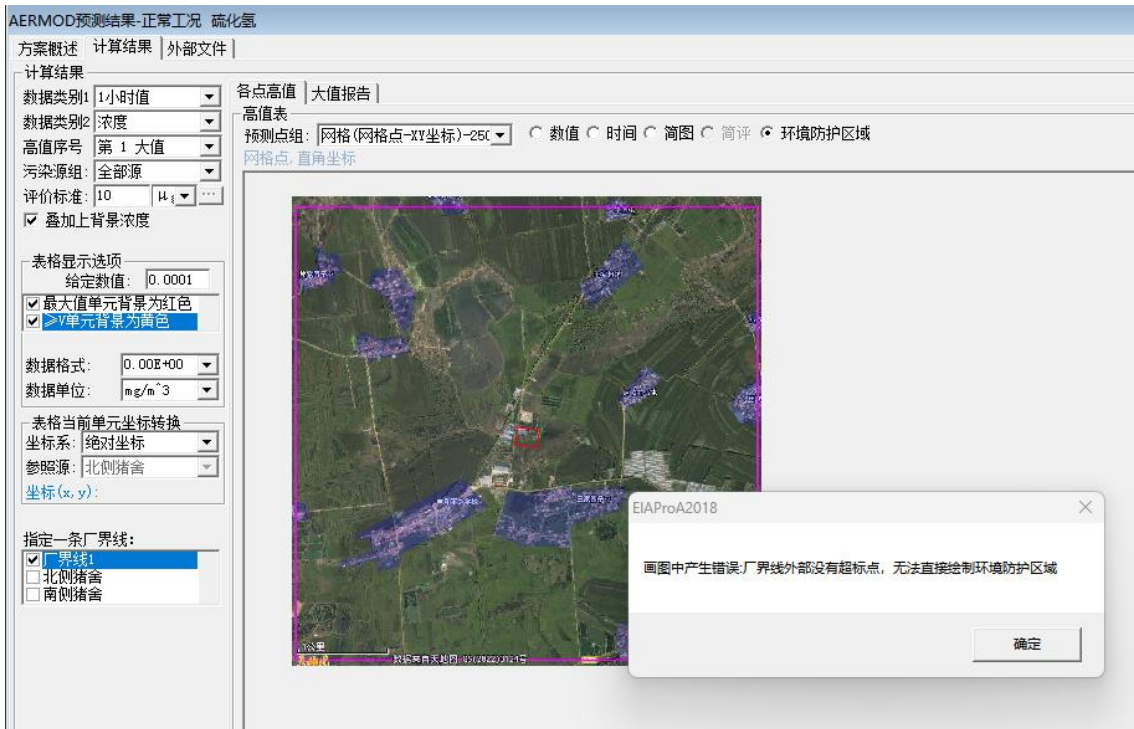 AERMOD预测结果-正常工况 硫化氢
方案概述 计算结果 外部文件
计算结果
数据类别1 1小时值
数据类别2 浓度
高值序号 第 1 大值
污染源组: 全部源
评价标准: 10
叠加上背景浓度
表格显示选项
给定数值: 0.0001
最大值单元背景为红色
≥V单元背景为黄色
数据格式: 0.00E+00
数据单位: mg/m^3
表格当前单元坐标转换
坐标系: 绝对坐标
参照源: 北侧猪舍
坐标(x, y):
指定一条厂界线:
厂界线1
北侧猪舍
南侧猪舍
各点高值 大值报告
高值表
预测点组: 网格(网格点-XY坐标)-250 数值 时间 简图 简评 环境防护区域
网格点, 直角坐标
公里
数据来自天地图
EIAProA2018
画图中产生错误:厂界线外部没有超标点, 无法直接绘制环境防护区域
确定